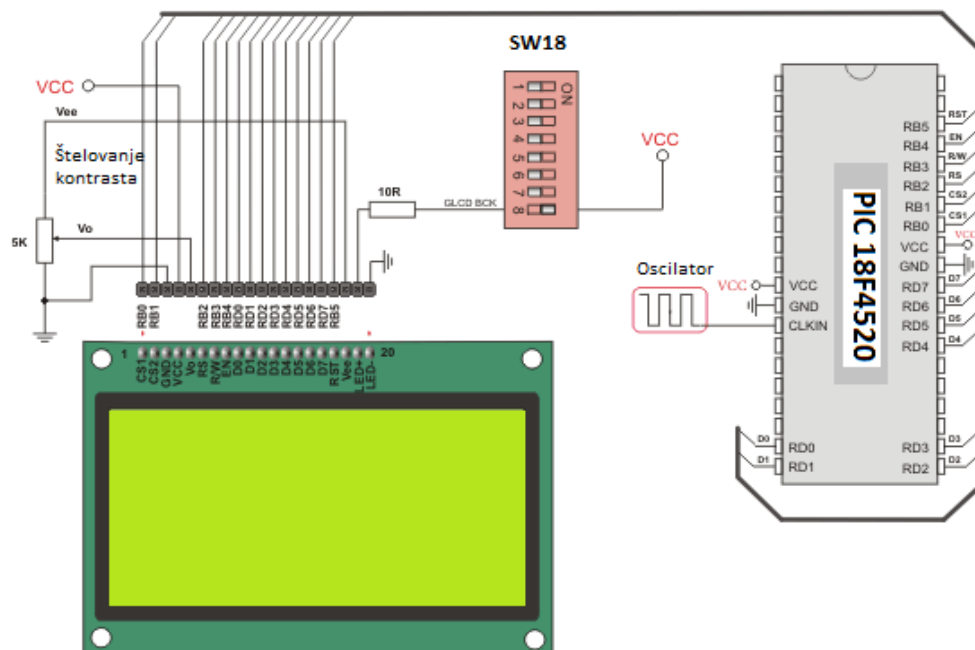 SW18
VCC
Vee
Štelovanje
kontrasta
5K
Vo
10R
GLCD BCK
1
2
3
4
5
6
7
8
ON
VCC
RB0
RB1
RB2
RB3
RB4
RD0
RD1
RD2
RD3
RD4
RD5
RD6
RD7
RB5
1
20
CS1
CS2
GND
VCC
Vo
RS
R/W
EN
D0
D1
D2
D3
D4
D5
D6
D7
RST
Vee
LED+
LED-
Oscilator
VCC
VCC
GND
CLKIN
D0
RD0
D1
RD1
PIC 18F4520
RB5
RST
RB4
EN
RB3
R/W
RB2
RS
RB1
CS2
RB0
CS1
VCC
VCC
GND
RD7
D7
RD6
D6
RD5
D5
RD4
D4
RD3
D3
RD2
D2